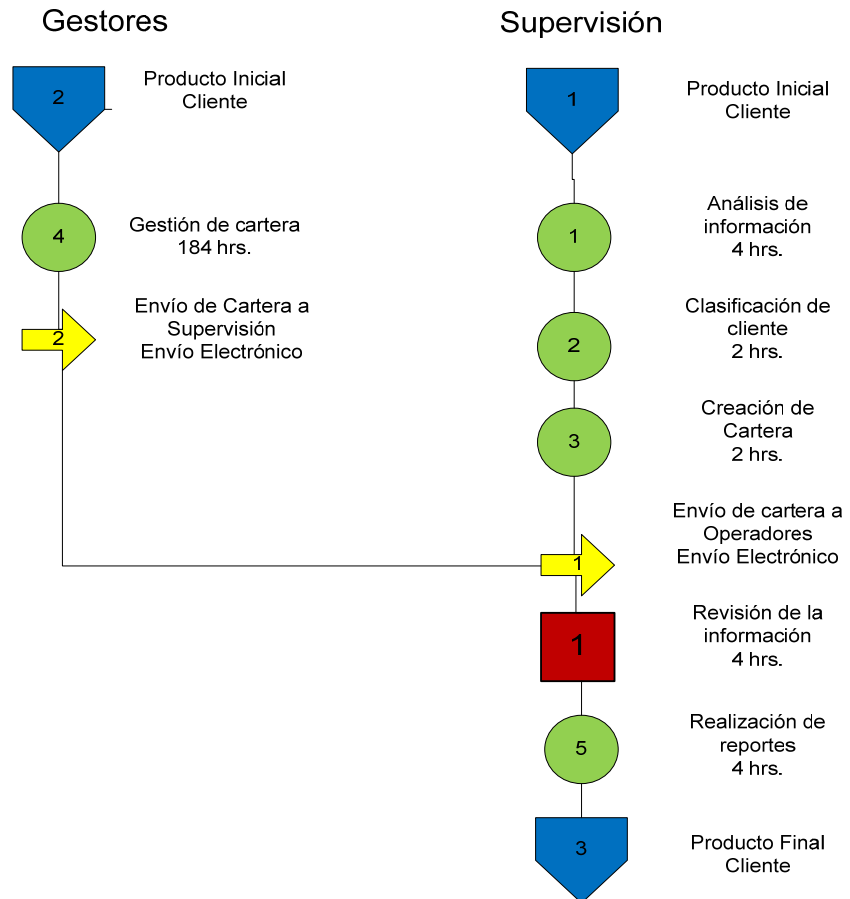 Gestores
2
Producto Inicial
Cliente
4
Gestión de cartera
184 hrs.
2
Envío de Cartera a
Supervisión
Envío Electrónico
Supervisión
1
Producto Inicial
Cliente
1
Análisis de
información
4 hrs.
2
Clasificación de
cliente
2 hrs.
3
Creación de
Cartera
2 hrs.
1
Envío de cartera a
Operadores
Envío Electrónico
1
Revisión de la
información
4 hrs.
5
Realización de
reportes
4 hrs.
3
Producto Final
Cliente